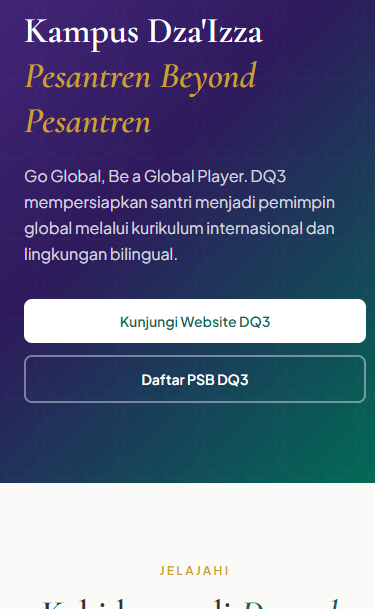 Kampus Dza'Izza
Pesantren Beyond
Pesantren
Go Global, Be a Global Player. DQ3
mempersiapkan santri menjadi pemimpin
global melalui kurikulum internasional dan
lingkungan bilingual.
Kunjungi Website DQ3
Daftar PSB DQ3
JELAJAHI